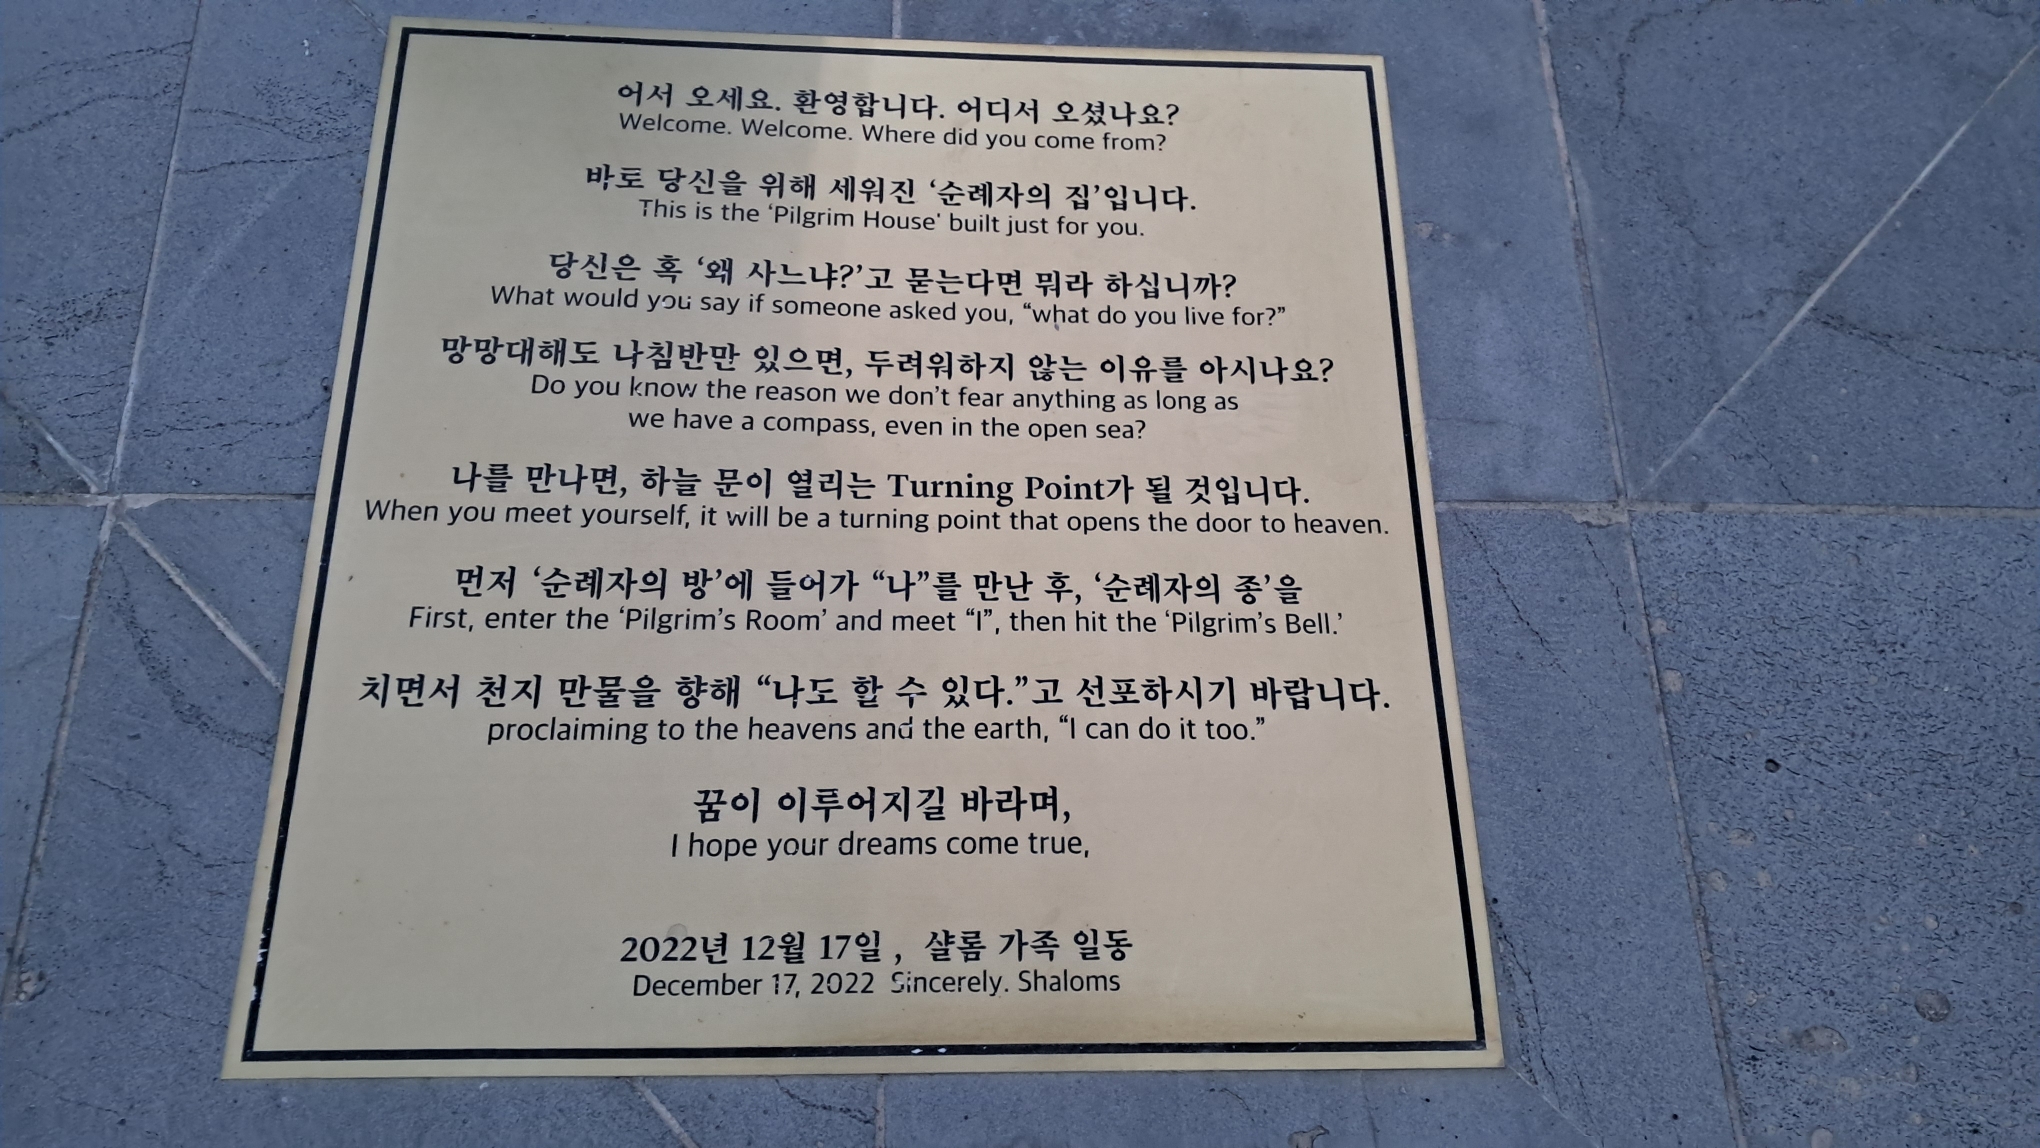 어서 오세요. 환영합니다. 어디서 오셨나요?
Welcome. Welcome. Where did you come from?
바로 당신을 위해 세워진 ‘순례자의 집’입니다.
This is the ‘Pilgrim House' built just for you.
당신은 혹 ‘왜 사느냐?’고 묻는다면 뭐라 하십니까?
What would you say if someone asked you, “what do you live for?”
망망대해도 나침반만 있으면, 두려워하지 않는 이유를 아시나요?
Do you know the reason we don’t fear anything as long as
we have a compass, even in the open sea?
나를 만나면, 하늘 문이 열리는 Turning Point가 될 것입니다.
When you meet yourself, it will be a turning point that opens the door to heaven.
먼저 ‘순례자의 방’에 들어가 “나”를 만난 후, ‘순례자의 종’을
First, enter the ‘Pilgrim’s Room’ and meet “I”, then hit the ‘Pilgrim’s Bell.’
치면서 천지 만물을 향해 “나도 할 수 있다.”고 선포하시기 바랍니다.
proclaiming to the heavens and the earth, “I can do it too.”
꿈이 이루어지길 바라며,
I hope your dreams come true,
2022년 12월 17일 , 샬롬 가족 일동
December 17, 2022 Sincerely. Shaloms